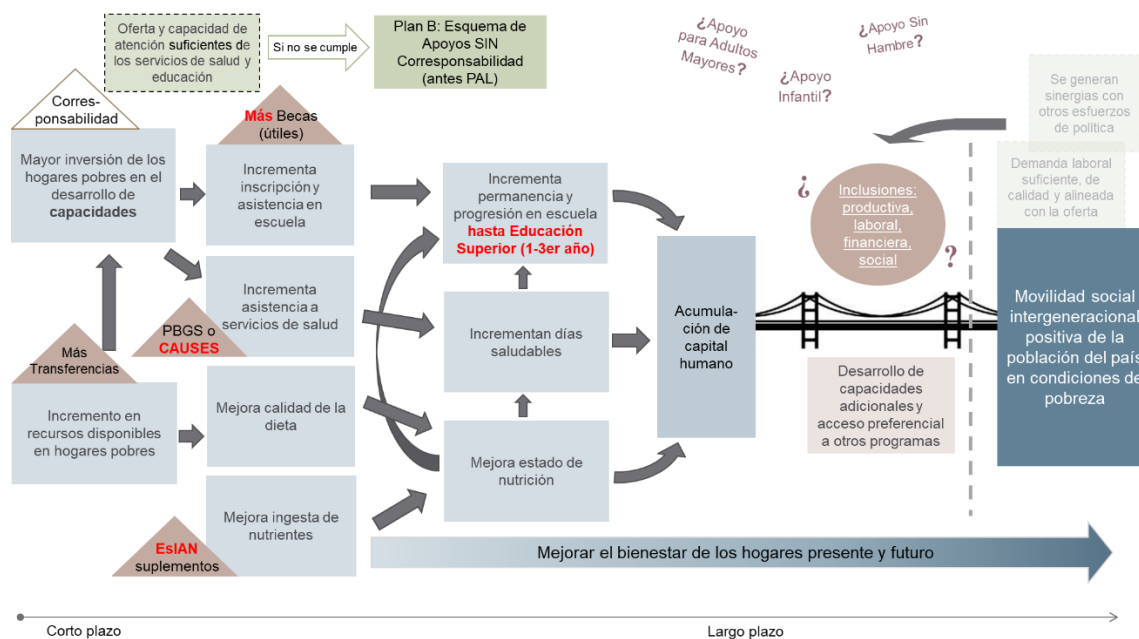 Oferta y capacidad de
atención suficientes de
los servicios de salud y
educación
Si no se cumple
Plan B: Esquema de
Apoyos SIN
Corresponsabilidad
(antes PAL)
¿Apoyo
para Adultos
Mayores?
¿Apoyo Sin
Hambre?
¿Apoyo
Infantil?
Se generan
sinergias con
otros esfuerzos
de política
Corres-
ponsabilidad
Mayor inversión de los
hogares pobres en el
desarrollo de
capacidades
Más Becas
(útiles)
Incrementa
inscripción y
asistencia en
escuela
Incrementa
permanencia y
progresión en escuela
hasta Educación
Superior (1-3er año)
¿
Inclusiones:
productiva,
laboral,
financiera,
social
?
Demanda laboral
suficiente, de
calidad y alineada
con la oferta
Incrementa
asistencia a
servicios de salud
PBGS o
CAUSES
Incrementan días
saludables
Acumula-
ción de
capital
humano
Movilidad social
intergeneracional
positiva de la
población del país
en condiciones de
pobreza
Más
Transferencias
Incremento en
recursos disponibles
en hogares pobres
Mejora calidad de la
dieta
Mejora estado de
nutrición
Desarrollo de
capacidades
adicionales y
acceso preferencial
a otros programas
Mejora ingesta de
nutrientes
EsIAN
suplementos
Mejorar el bienestar de los hogares presente y futuro
Corto plazo
Largo plazo